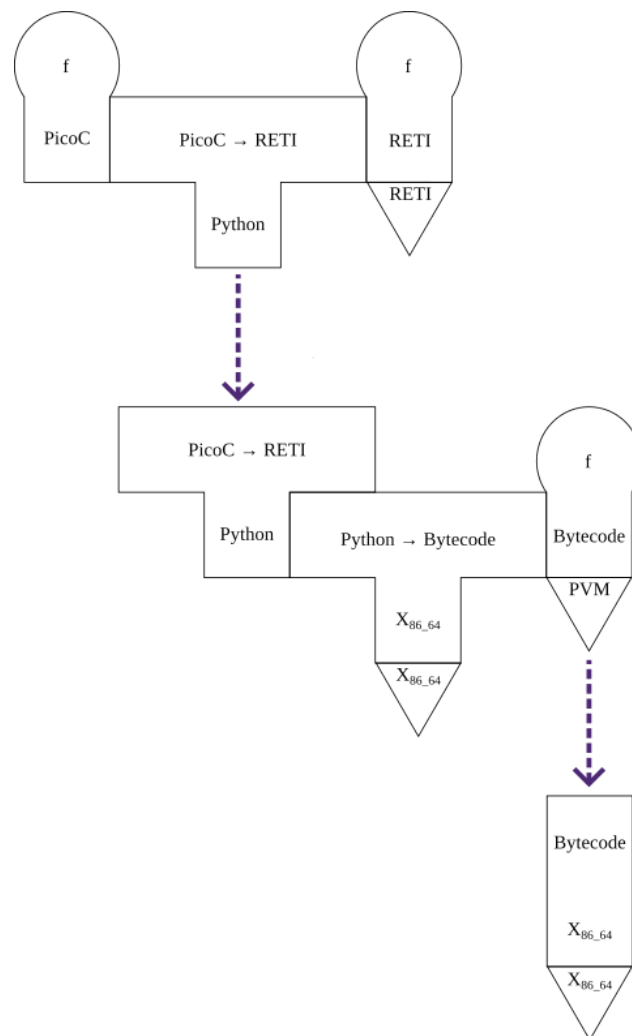 f
f
PicoC
PicoC → RETI
RETI
RETI
Python
PicoC → RETI
f
Python
Python → Bytecode
Bytecode
PVM
X86_64
X86_64
Bytecode
X86_64
X86_64